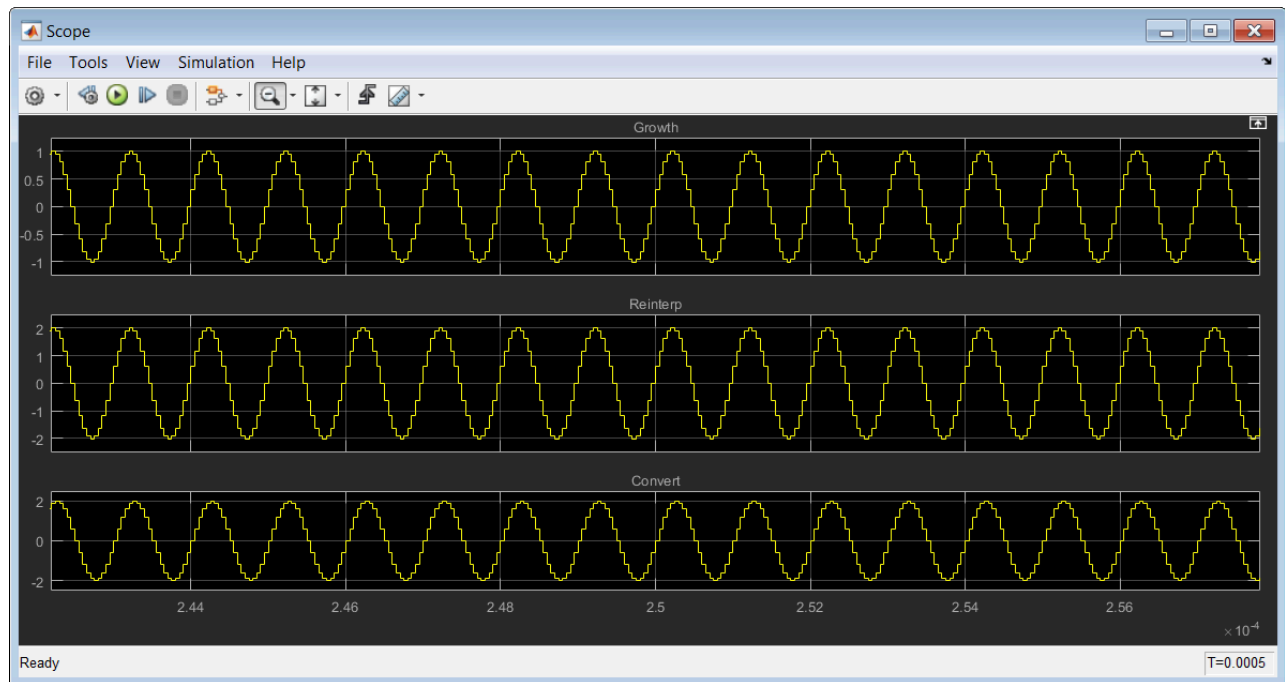 Scope
File Tools View Simulation Help
Growth
1
0.5
0
-0.5
-1
Reinterp
2
1
0
-1
-2
Convert
2
0
-2
2.44 2.46 2.48 2.5 2.52 2.54 2.56
× 10⁻⁴
Ready T=0.0005